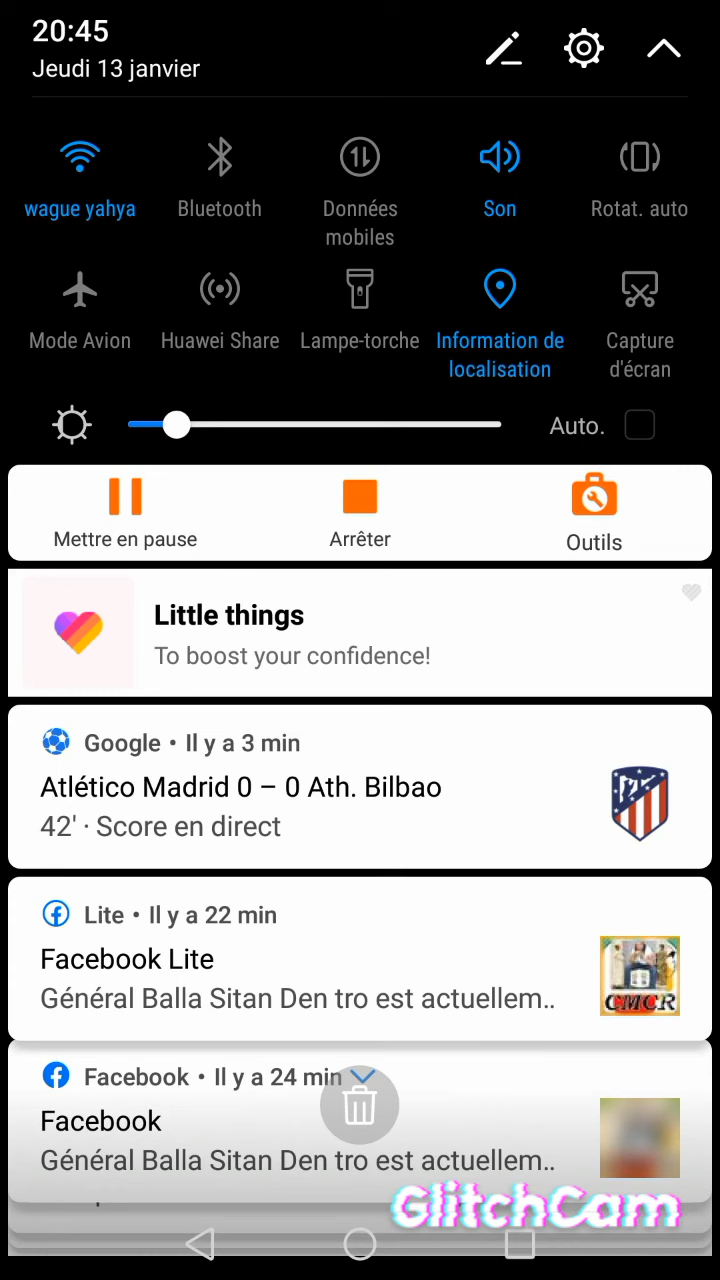 20:45
Jeudi 13 janvier
wague yahya
Bluetooth
Données
mobiles
Son
Rotat. auto
Mode Avion
Huawei Share
Lampe-torche
Information de
localisation
Capture
d'écran
Auto.
Mettre en pause
Arrêter
Outils
Little things
To boost your confidence!
Google • Il y a 3 min
Atlético Madrid 0 – 0 Ath. Bilbao
42' · Score en direct
Lite • Il y a 22 min
Facebook Lite
Général Balla Sitan Den tro est actuellem..
CMCR
Facebook • Il y a 24 min
Facebook
Général Balla Sitan Den tro est actuellem..
GlitchCam